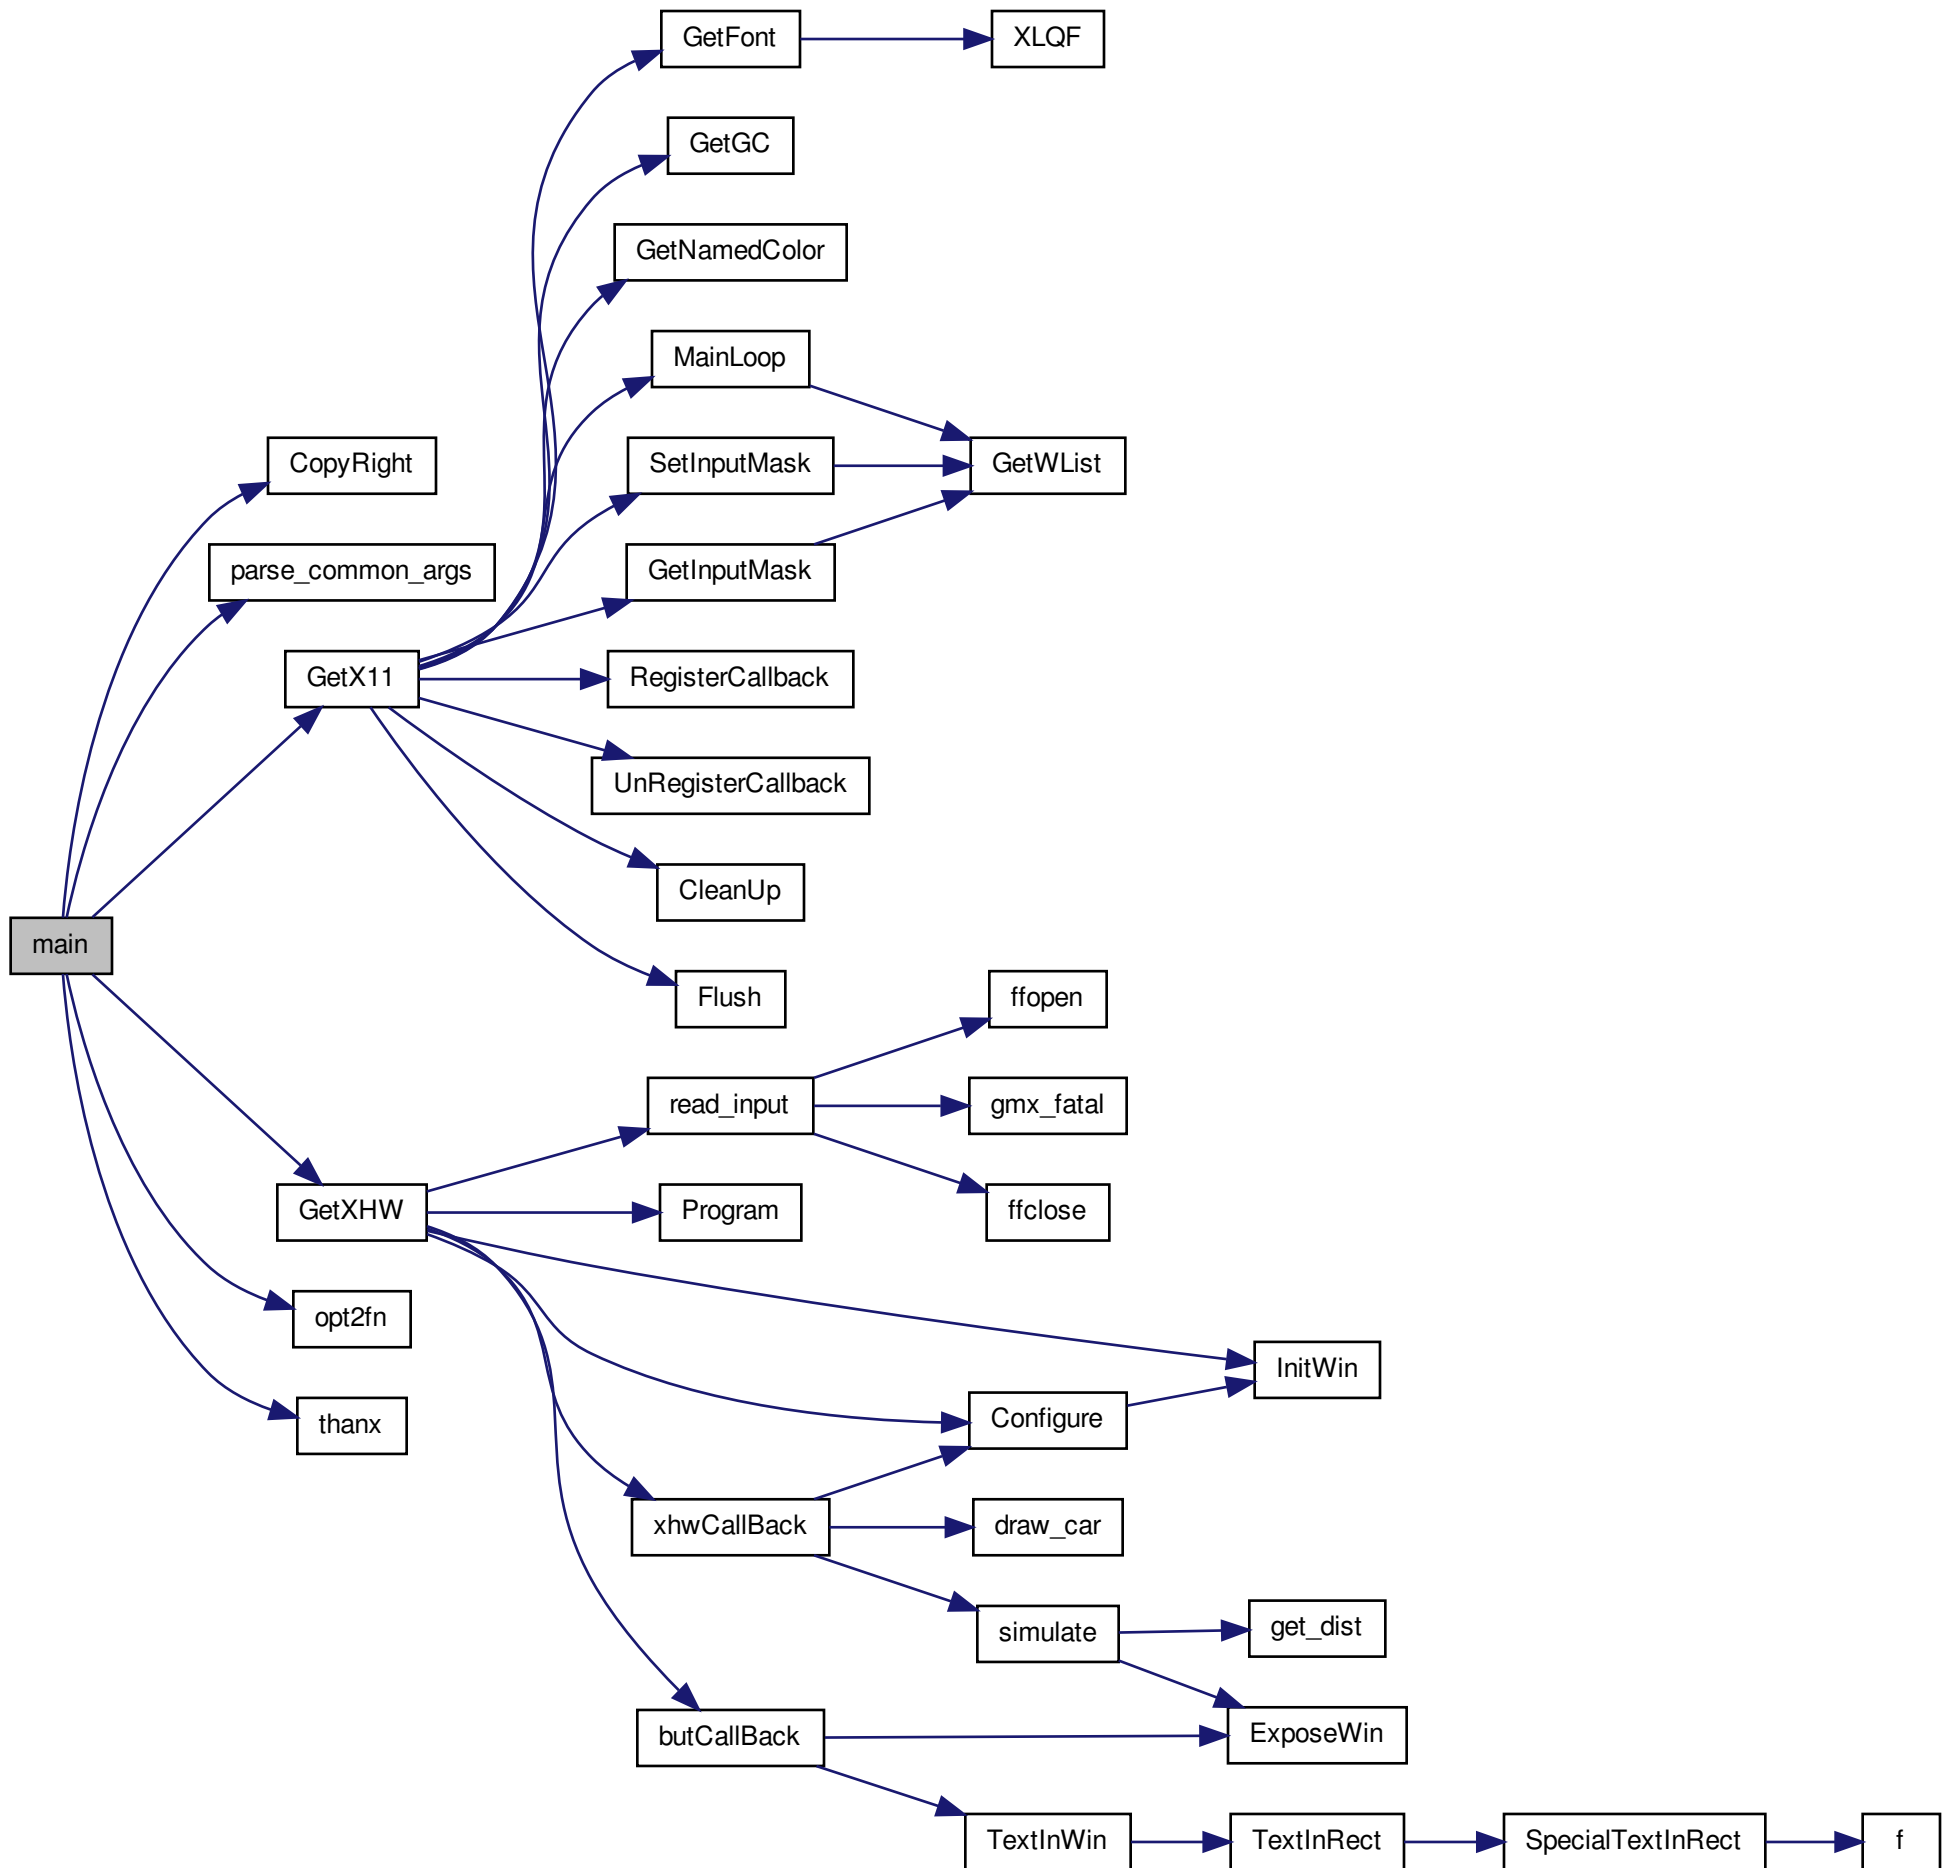 GetFont
XLQF
GetGC
GetNamedColor
MainLoop
CopyRight
SetInputMask
GetWList
parse_common_args
GetInputMask
GetX11
RegisterCallback
UnRegisterCallback
CleanUp
main
Flush
ffopen
read_input
gmx_fatal
GetXHW
Program
ffclose
opt2fn
InitWin
thanx
Configure
xhwCallBack
draw_car
simulate
get_dist
butCallBack
ExposeWin
TextInWin
TextInRect
SpecialTextInRect
f